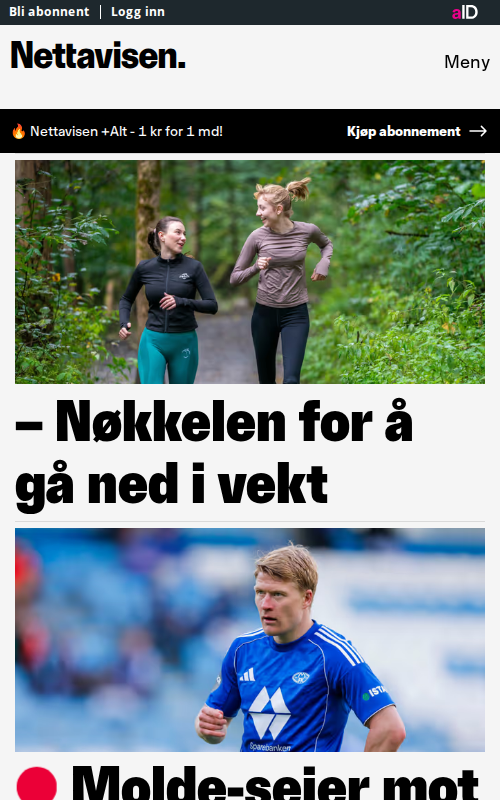 Bli abonnent
Logg inn
aID
Nettavisen.
Meny
Nettavisen +Alt - 1 kr for 1 md!
Kjøp abonnement
– Nøkkelen for å
gå ned i vekt
Sparebanken
Molde-seier mot